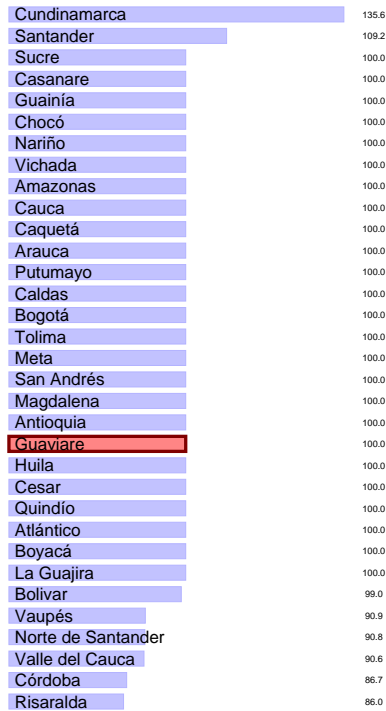 Cundinamarca 135.6
Santander 109.2
Sucre 100.0
Casanare 100.0
Guainía 100.0
Chocó 100.0
Nariño 100.0
Vichada 100.0
Amazonas 100.0
Cauca 100.0
Caquetá 100.0
Arauca 100.0
Putumayo 100.0
Caldas 100.0
Bogotá 100.0
Tolima 100.0
Meta 100.0
San Andrés 100.0
Magdalena 100.0
Antioquia 100.0
Guaviare 100.0
Huila 100.0
Cesar 100.0
Quindío 100.0
Atlántico 100.0
Boyacá 100.0
La Guajira 100.0
Bolivar 99.0
Vaupés 90.9
Norte de Santander 90.8
Valle del Cauca 90.6
Córdoba 86.7
Risaralda 86.0